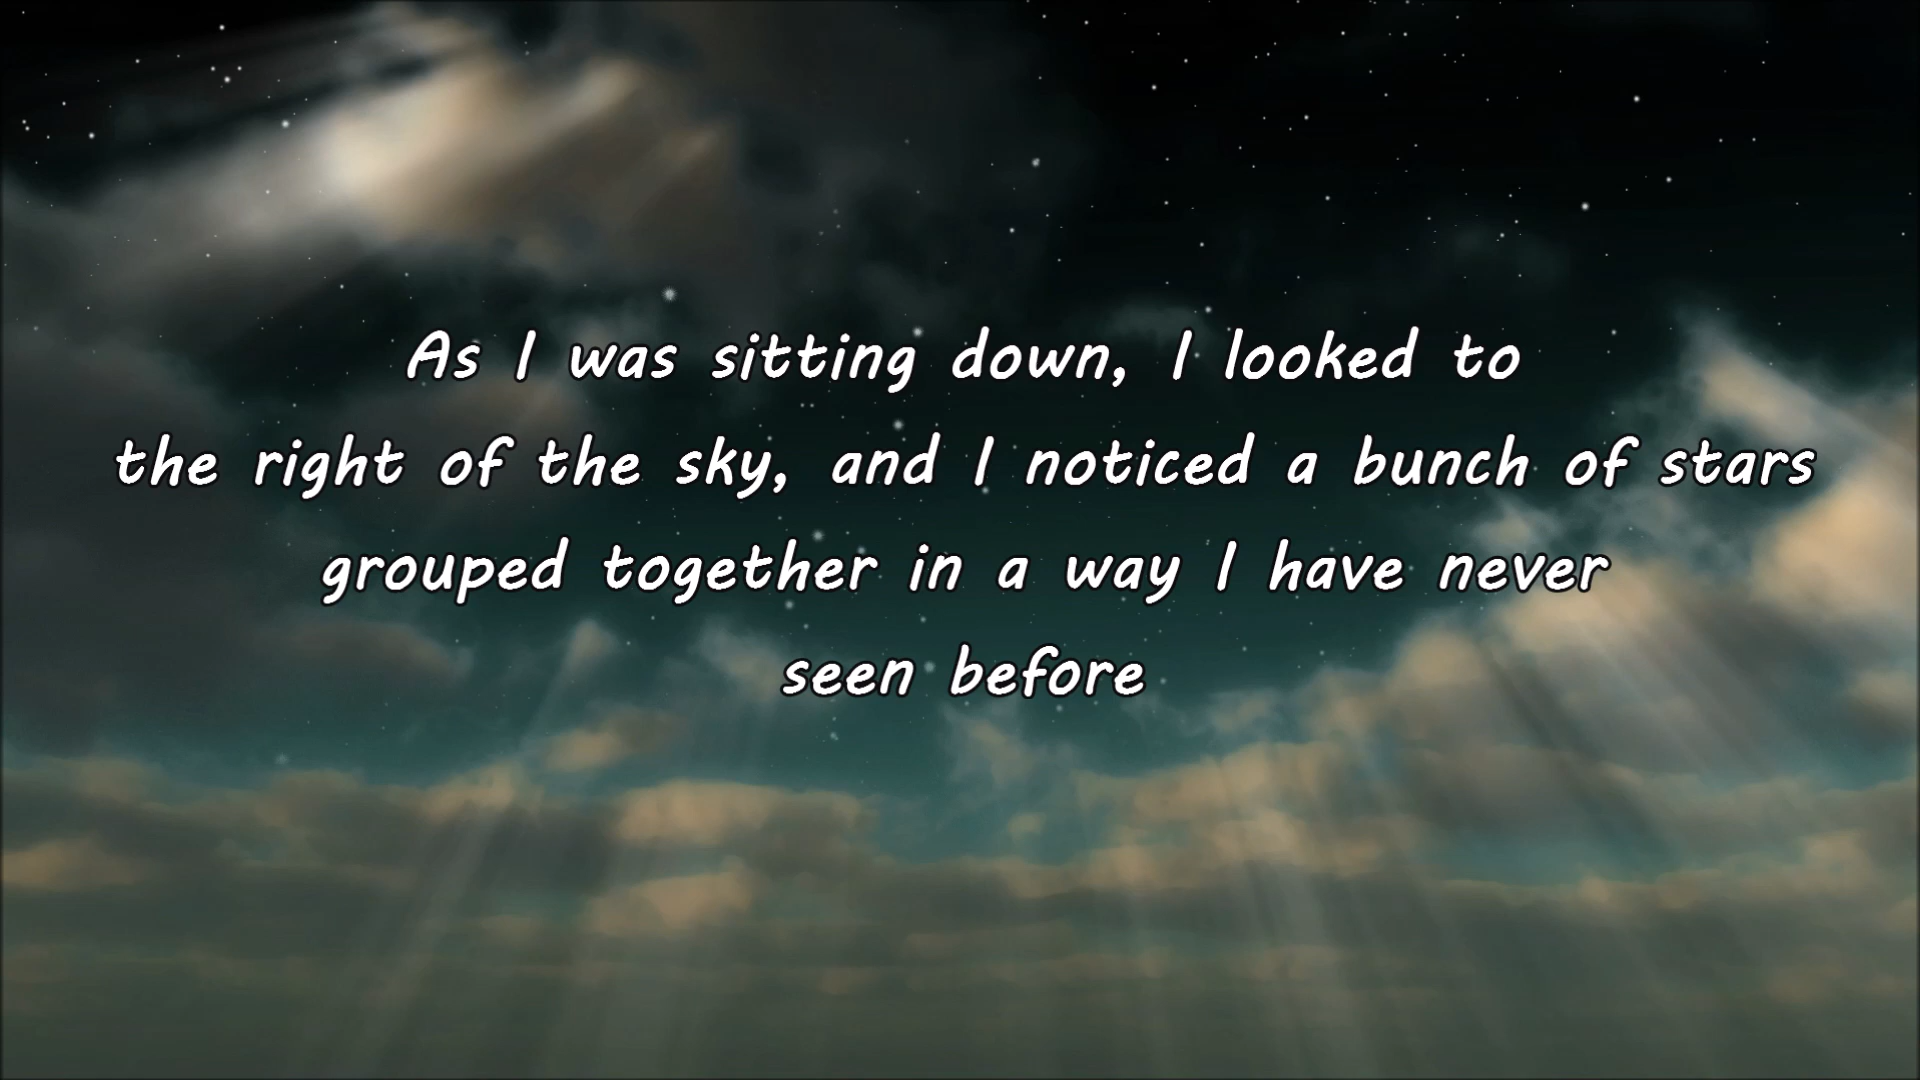 As I was sitting down, I looked to
the right of the sky, and I noticed a bunch of stars
grouped together in a way I have never
seen before